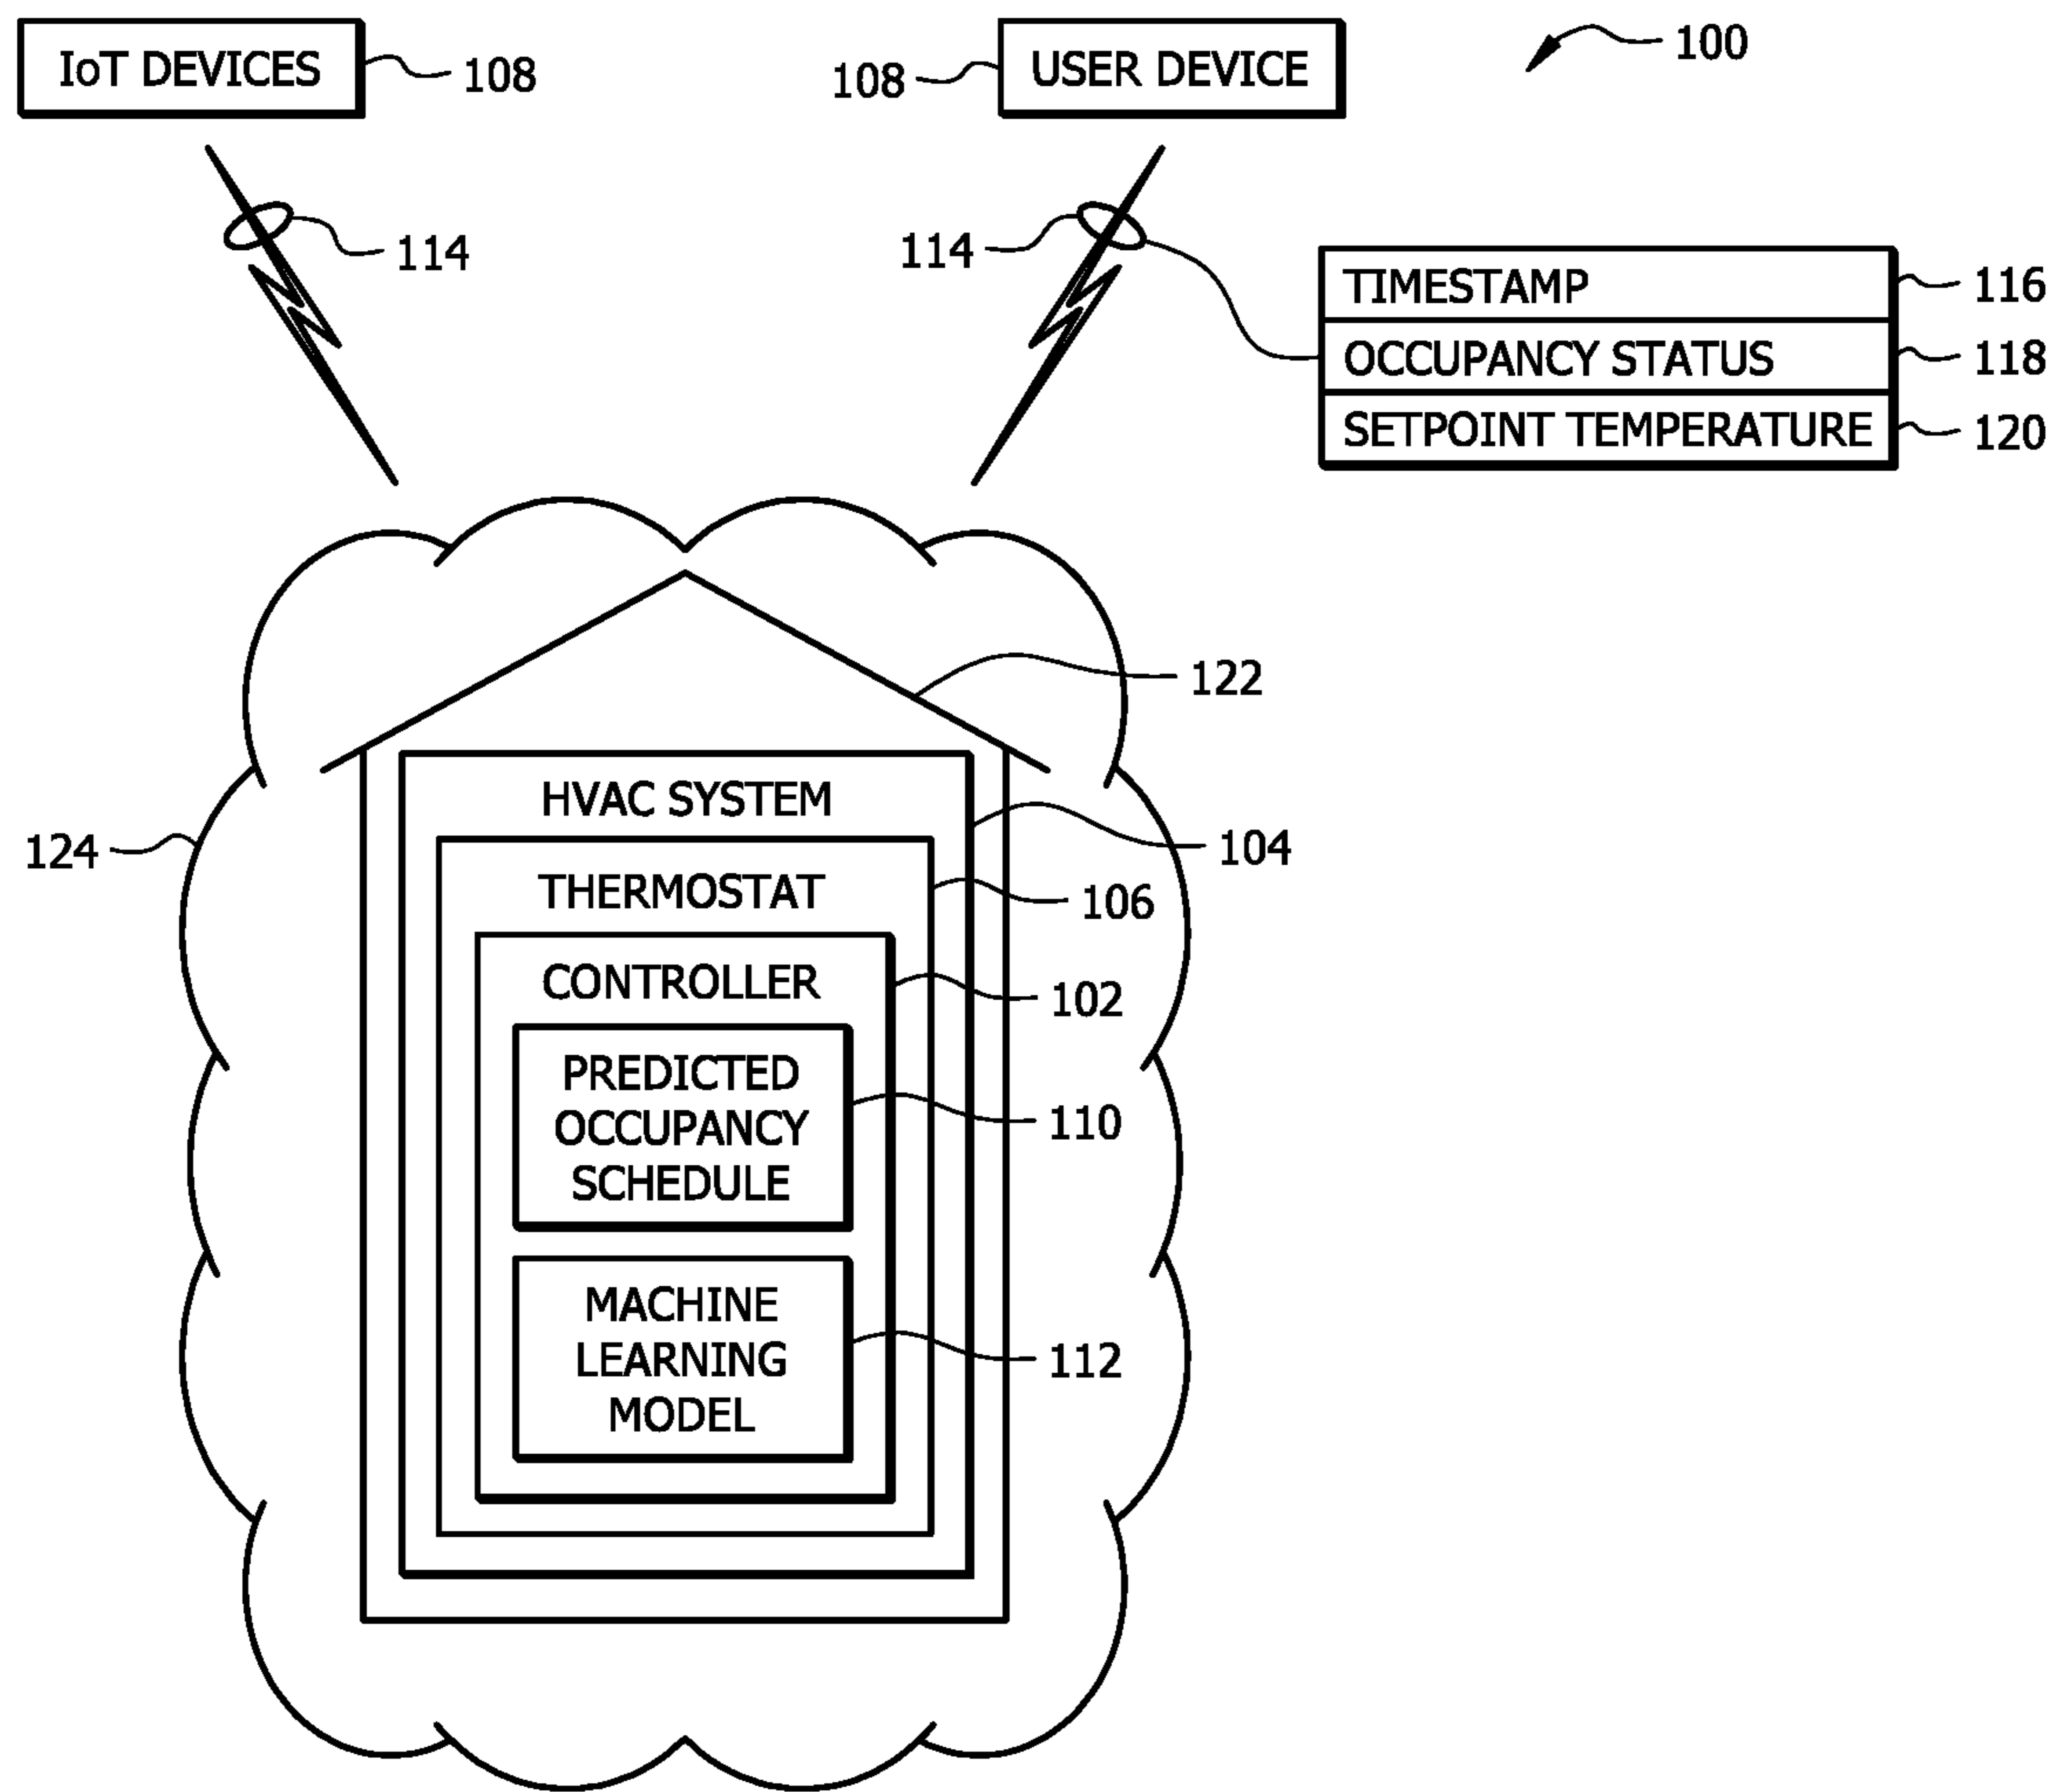 IoT DEVICES
108
108
USER DEVICE
100
114
114
TIMESTAMP
116
OCCUPANCY STATUS
118
SETPOINT TEMPERATURE
120
122
HVAC SYSTEM
124
104
THERMOSTAT
106
CONTROLLER
102
PREDICTED
OCCUPANCY
SCHEDULE
110
MACHINE
LEARNING
MODEL
112